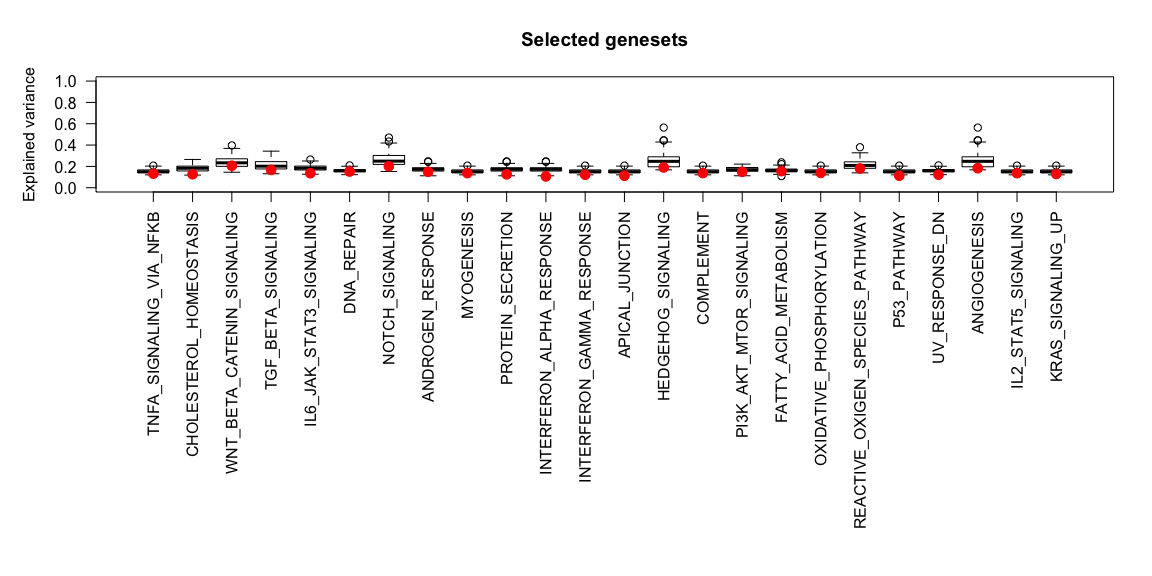 Selected genesets
Explained variance
1.0
0.8
0.6
0.4
0.2
0.0
TNFA_SIGNALING_VIA_NFKB
CHOLESTEROL_HOMEOSTASIS
WNT_BETA_CATENIN_SIGNALING
TGF_BETA_SIGNALING
IL6_JAK_STAT3_SIGNALING
DNA_REPAIR
NOTCH_SIGNALING
ANDROGEN_RESPONSE
MYOGENESIS
PROTEIN_SECRETION
INTERFERON_ALPHA_RESPONSE
INTERFERON_GAMMA_RESPONSE
APICAL_JUNCTION
HEDGEHOG_SIGNALING
COMPLEMENT
PI3K_AKT_MTOR_SIGNALING
FATTY_ACID_METABOLISM
OXIDATIVE_PHOSPHORYLATION
REACTIVE_OXIGEN_SPECIES_PATHWAY
P53_PATHWAY
UV_RESPONSE_DN
ANGIOGENESIS
IL2_STAT5_SIGNALING
KRAS_SIGNALING_UP